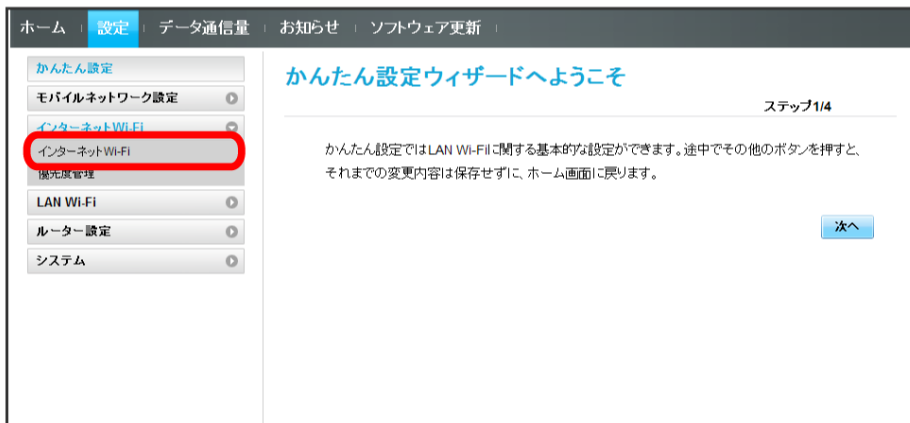 ホーム 設定 データ通信量 お知らせ ソフトウェア更新
かんたん設定
モバイルネットワーク設定
インターネットWi-Fi
インターネットWi-Fi
優先度管理
LAN Wi-Fi
ルーター設定
システム
かんたん設定ウィザードへようこそ
ステップ1/4
かんたん設定ではLAN Wi-Fiに関する基本的な設定ができます。途中でその他のボタンを押すと、
それまでの変更内容は保存せずに、ホーム画面に戻ります。
次へ